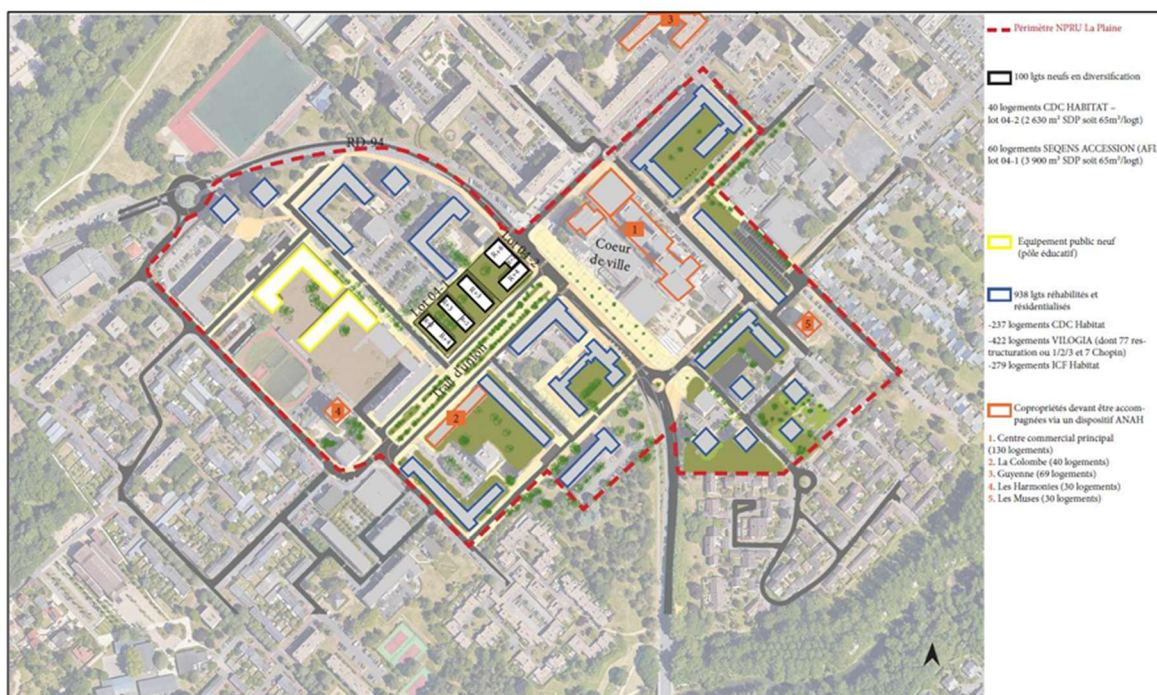 3
RD-94
1
Coeur
de ville
Lot 04-2
R+6
R+4
Lot 04-1
R+3
R+5
Trait d'union
5
2
4
Périmètre NPRU La Plaine
100 lgts neufs en diversification
40 logements CDC HABITAT –
lot 04-2 (2 630 m² SDP soit 65m²/logt)
60 logements SEQENS ACCESSION (AFL
lot 04-1 (3 900 m² SDP soit 65m²/logt)
Equipement public neuf
(pôle éducatif)
938 lgts réhabilités et
résidentialisés
-237 logements CDC Habitat
-422 logements VILOGIA (dont 77 res-
tructuration ou 1/2/3 et 7 Chopin)
-279 logements ICF Habitat
Copropriétés devant être accom-
pagnées via un dispositif ANAH
1. Centre commercial principal
(130 logements)
2. La Colombe (40 logements)
3. Guyenne (69 logements)
4. Les Harmonies (30 logements)
5. Les Muses (30 logements)